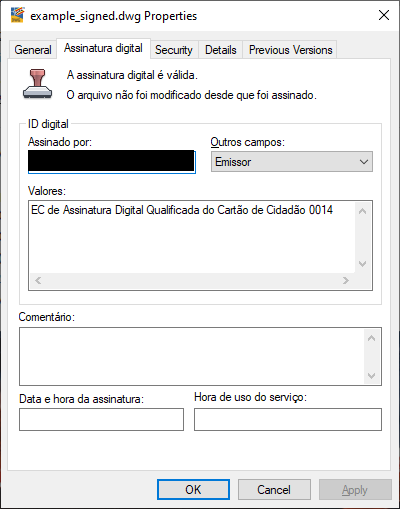 example_signed.dwg Properties
General
Assinatura digital
Security
Details
Previous Versions
A assinatura digital é válida.
O arquivo não foi modificado desde que foi assinado.
ID digital
Assinado por:
Outros campos:
Emissor
Valores:
EC de Assinatura Digital Qualificada do Cartão de Cidadão 0014
Comentário:
Data e hora da assinatura:
Hora de uso do serviço:
OK
Cancel
Apply